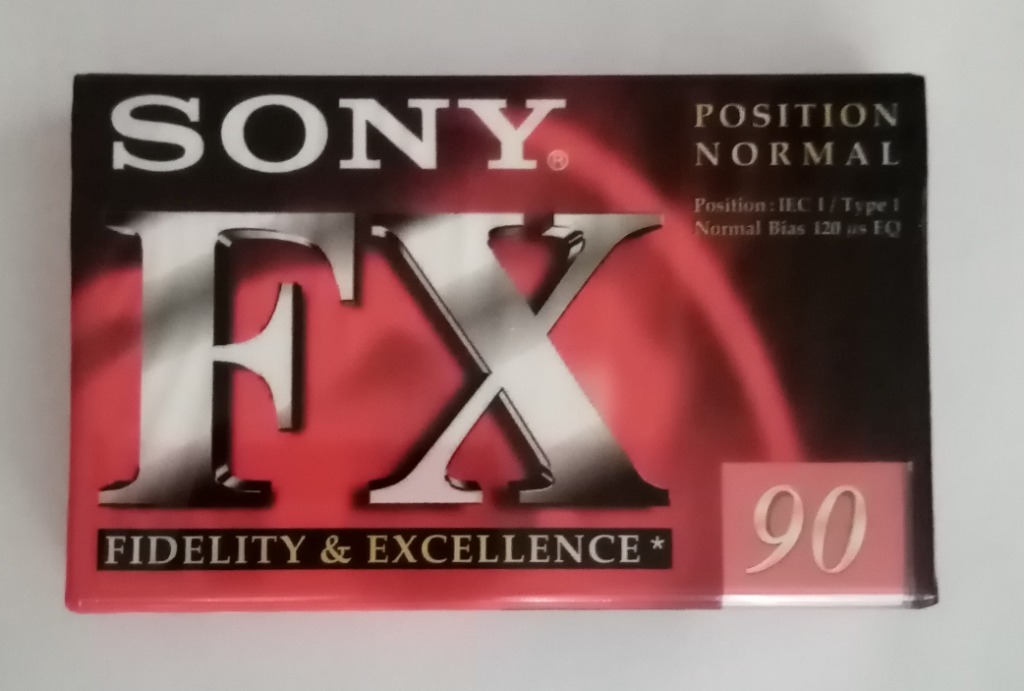 SONY®
FX
FIDELITY & EXCELLENCE*
POSITION
NORMAL
Position : IEC I / Type I
Normal Bias 120 µs EQ
90